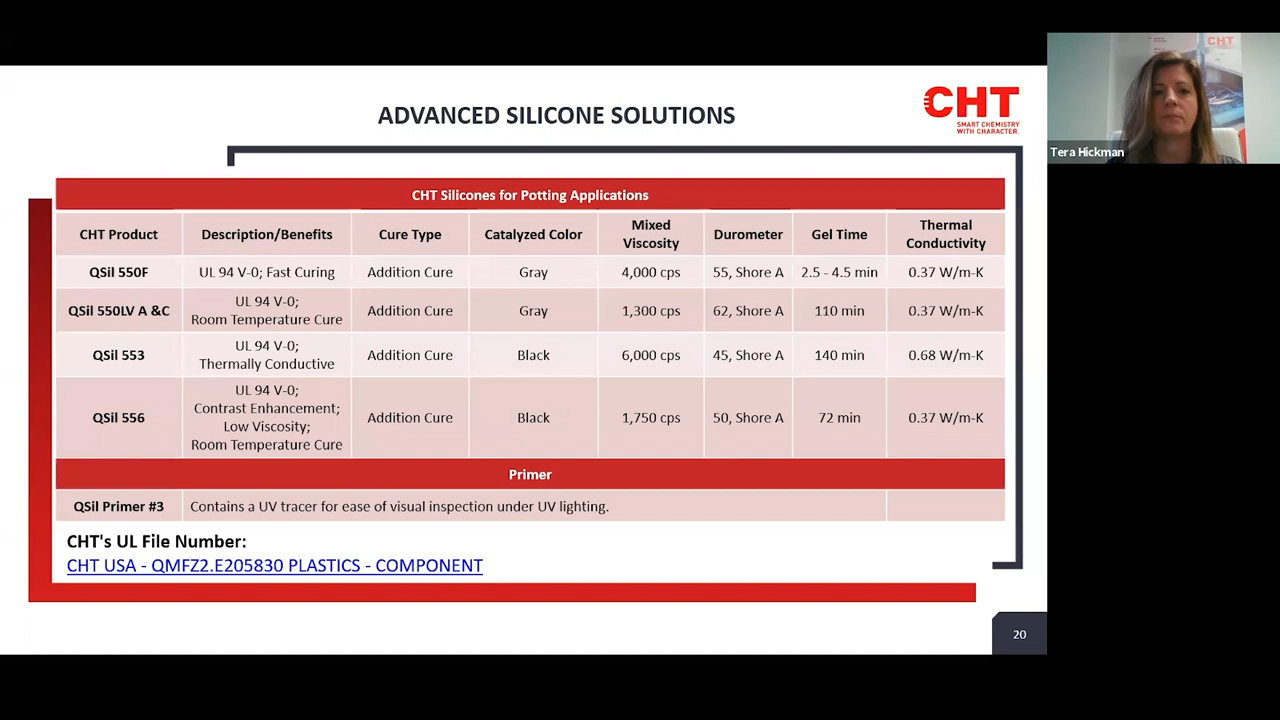 ADVANCED SILICONE SOLUTIONS
CHT
SMART CHEMISTRY
WITH CHARACTER.
CHT
Tera Hickman
CHT Silicones for Potting Applications
CHT Product Description/Benefits Cure Type Catalyzed Color Mixed Viscosity Durometer Gel Time Thermal Conductivity
QSil 550F UL 94 V-0; Fast Curing Addition Cure Gray 4,000 cps 55, Shore A 2.5 - 4.5 min 0.37 W/m-K
QSil 550LV A &C UL 94 V-0; Room Temperature Cure Addition Cure Gray 1,300 cps 62, Shore A 110 min 0.37 W/m-K
QSil 553 UL 94 V-0; Thermally Conductive Addition Cure Black 6,000 cps 45, Shore A 140 min 0.68 W/m-K
QSil 556 UL 94 V-0; Contrast Enhancement; Low Viscosity; Room Temperature Cure Addition Cure Black 1,750 cps 50, Shore A 72 min 0.37 W/m-K
Primer
QSil Primer #3 Contains a UV tracer for ease of visual inspection under UV lighting.
CHT's UL File Number:
CHT USA - QMFZ2.E205830 PLASTICS - COMPONENT
20